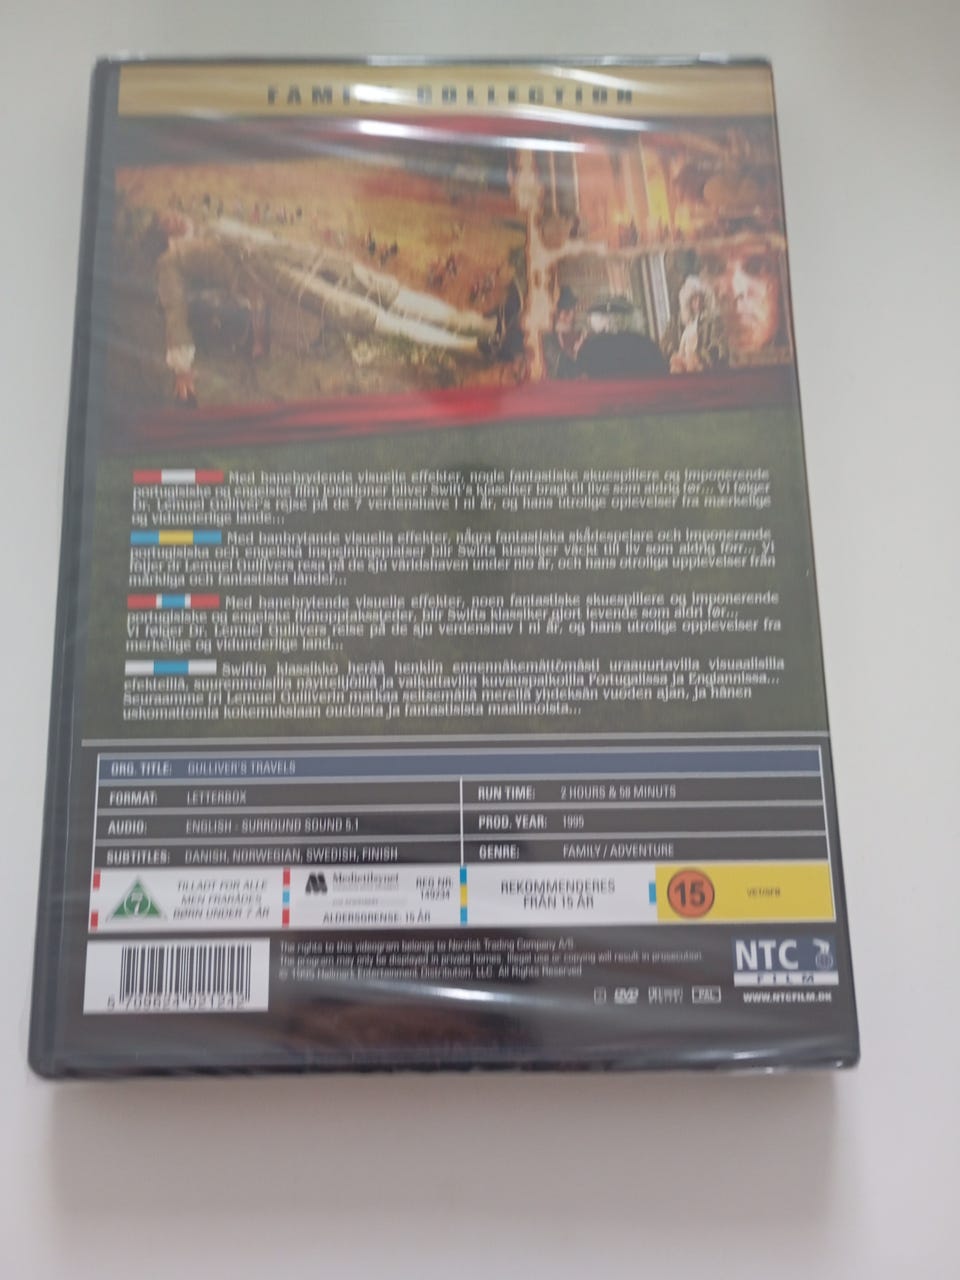 FAMILY COLLECTION
Med banebrydende visuelle effekter, nogle fantastiske skuespillere og imponerende
portugisiske og engelske film bliver Swift's klassiker bragt til live som aldrig før... Vi følger
Dr. Lemuel Gulliver's rejse på de 7 verdenshave i ni år, og hans utrolige oplevelser fra mærkelige
og vidunderlige lande...
Med banbrytande visuella effekter, några fantastiska skådespelare och imponerande
portugisiska och engelska inspelningsplatser blir Swifts klassiker väckt till liv som aldrig förr... Vi
följer Dr Lemuel Gullivers resa på de sju världshaven under nio år, och hans otroliga upplevelser från
märkliga och fantastiska länder...
Med banebrytende visuelle effekter, noen fantastiske skuespillere og imponerende
portugisiske og engelske bir Swifts klassiker gjort levende som aldri før...
Vi følger Dr. Lemuel Gullivers reise på de sju verdenshav i ni år, og hans utrolige opplevelser fra
merkelige og vidunderlige land...
Swiftin klassikko herää henkiin ennennäkemättömästi uraauurtavilla visuaalisilla
efekteillä, suurenmoisilla näyttelijöillä ja vaikuttavilla kuvauspaikoilla Portugalissa ja Englannissa...
Seuraamme tri Lemuel Gulliverin matkaa seitsemällä merellä yhdeksän vuoden ajan, ja hänen
uskomattomia kokemuksiaan oudoista ja fantastisista maailmoista...
ORG. TITLE: GULLIVER'S TRAVELS
FORMAT: LETTERBOX
RUN TIME: 2 HOURS & 58 MINUTS
AUDIO: ENGLISH - SURROUND SOUND 5.1
PROD. YEAR: 1995
SUBTITLES: DANISH, NORWEGIAN, SWEDISH, FINISH
GENRE: FAMILY / ADVENTURE
7
TILLADT FOR ALLE
MEN FRARÅDES
BØRN UNDER 7 ÅR
Medietilsynet
REG NR:
149234
ALDERSGRENSE: 15 ÅR
REKOMMENDERES
FRÅN 15 ÅR
15
VET/SFB
5 709624 021242
The rights to this videogram belongs to Nordisk Trading Company A/S
The version may only be displayed in private homes. Illegal use or copying will result in prosecution.
© 1995 Hallmark Entertainment Distribution, LLC. All Rights Reserved
2 DVD PAL
NTC
FILM
WWW.NTCFILM.DK